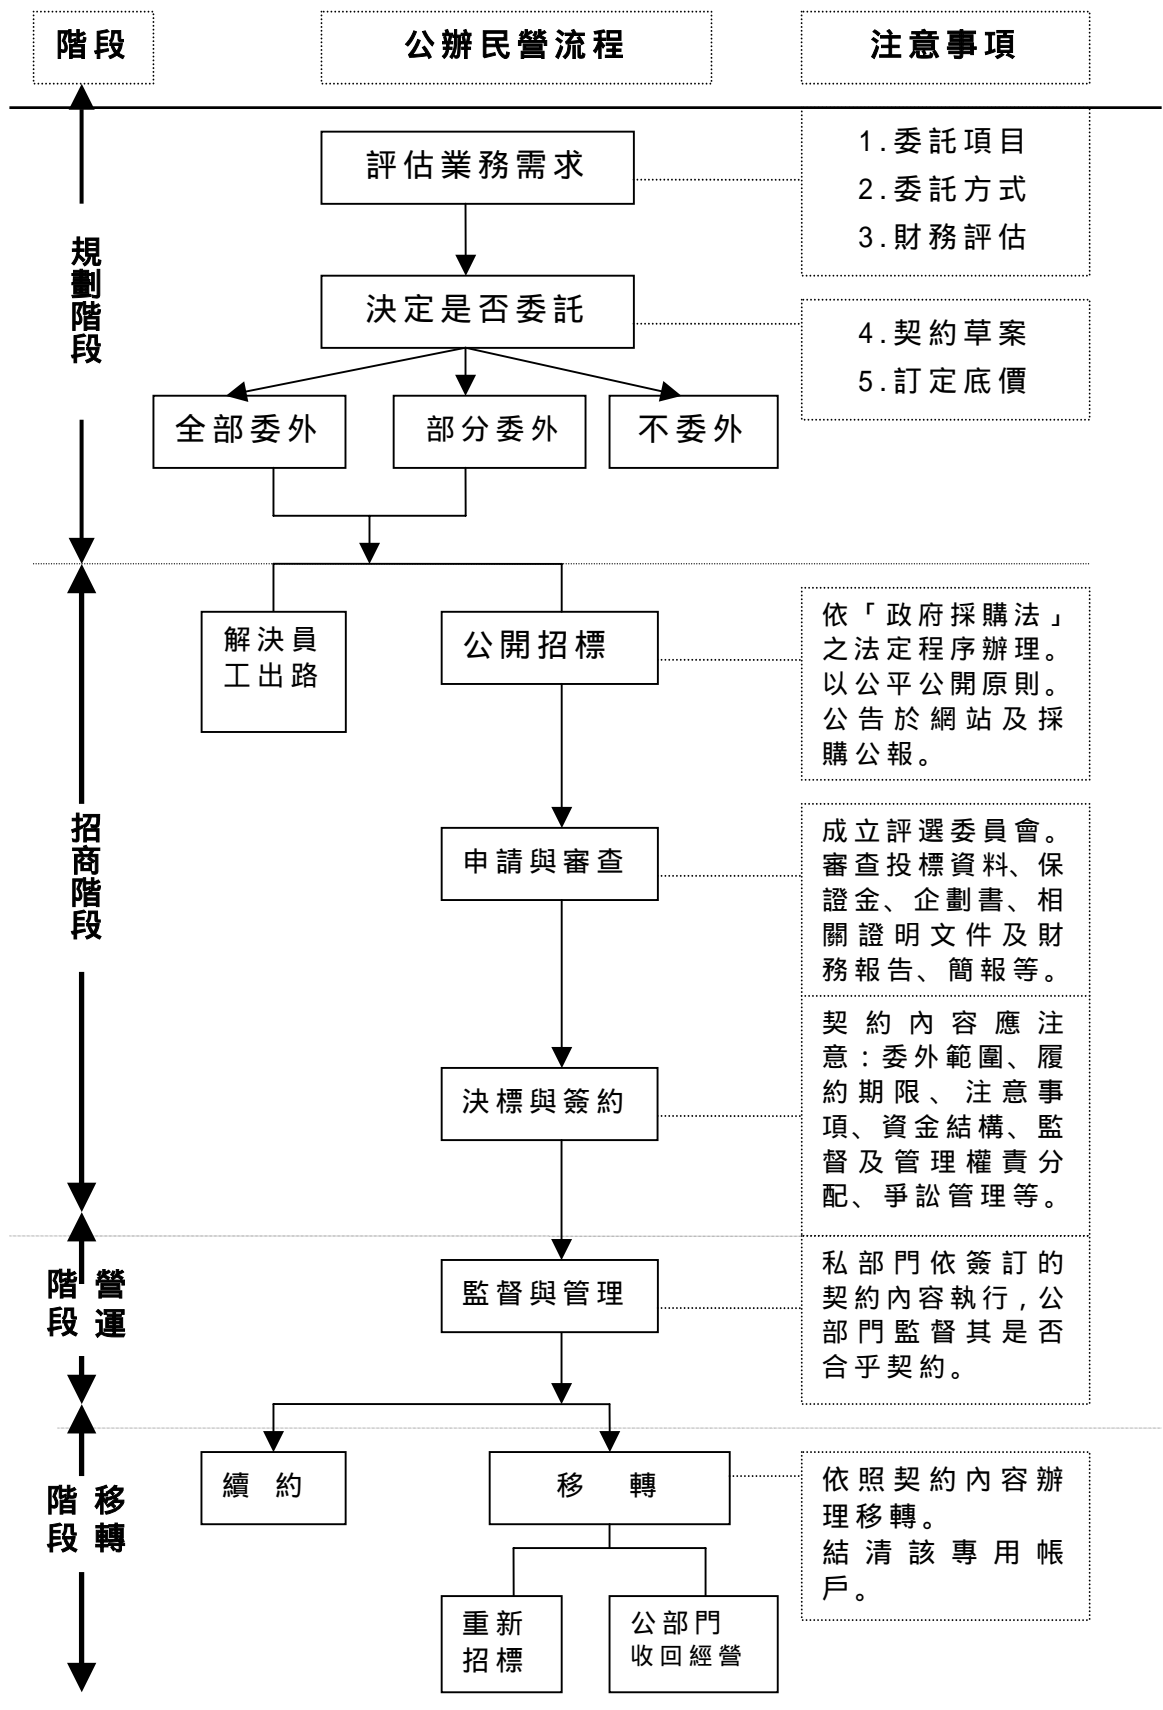 階段
公辦民營流程
注意事項
規劃階段
評估業務需求
1.委託項目
2.委託方式
3.財務評估
決定是否委託
4.契約草案
5.訂定底價
全部委外
部分委外
不委外
招商階段
解決員
工出路
公開招標
依「政府採購法」
之法定程序辦理。
以公平公開原則。
公告於網站及採
購公報。
申請與審查
成立評選委員會。
審查投標資料、保
證金、企劃書、相
關證明文件及財
務報告、簡報等。
決標與簽約
契約內容應注
意:委外範圍、履
約期限、注意事
項、資金結構、監
督及管理權責分
配、爭訟管理等。
營運
階段
監督與管理
私部門依簽訂的
契約內容執行,公
部門監督其是否
合乎契約。
移轉
階段
續約
移轉
依照契約內容辦
理移轉。
結清該專用帳
戶。
重新
招標
公部門
收回經營